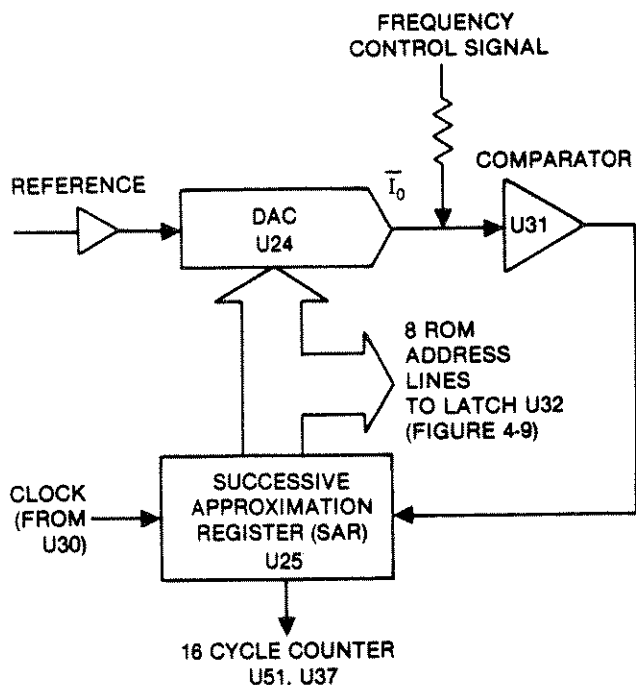 FREQUENCY
CONTROL SIGNAL
REFERENCE
DAC
U24
I̅₀
COMPARATOR
U31
8 ROM
ADDRESS
LINES
TO LATCH U32
(FIGURE 4-9)
CLOCK
(FROM
U30)
SUCCESSIVE
APPROXIMATION
REGISTER (SAR)
U25
16 CYCLE COUNTER
U51, U37